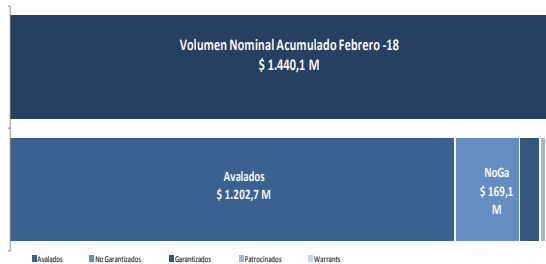 Volumen Nominal Acumulado Febrero -18
$ 1.440,1 M
Avalados
$ 1.202,7 M
NoGa
$ 169,1
M
Avalados No Garantizados Garantizados Patrocinados Warrants